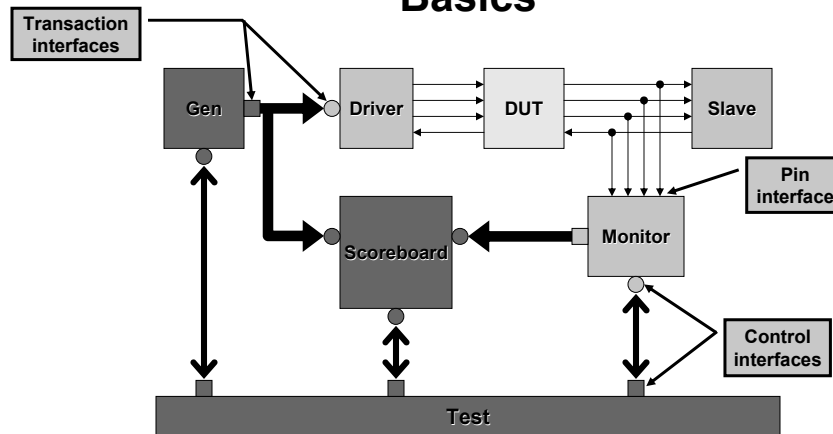 Basics
Transaction
interfaces
Gen
Driver
DUT
Slave
Pin
interface
Scoreboard
Monitor
Control
interfaces
Test